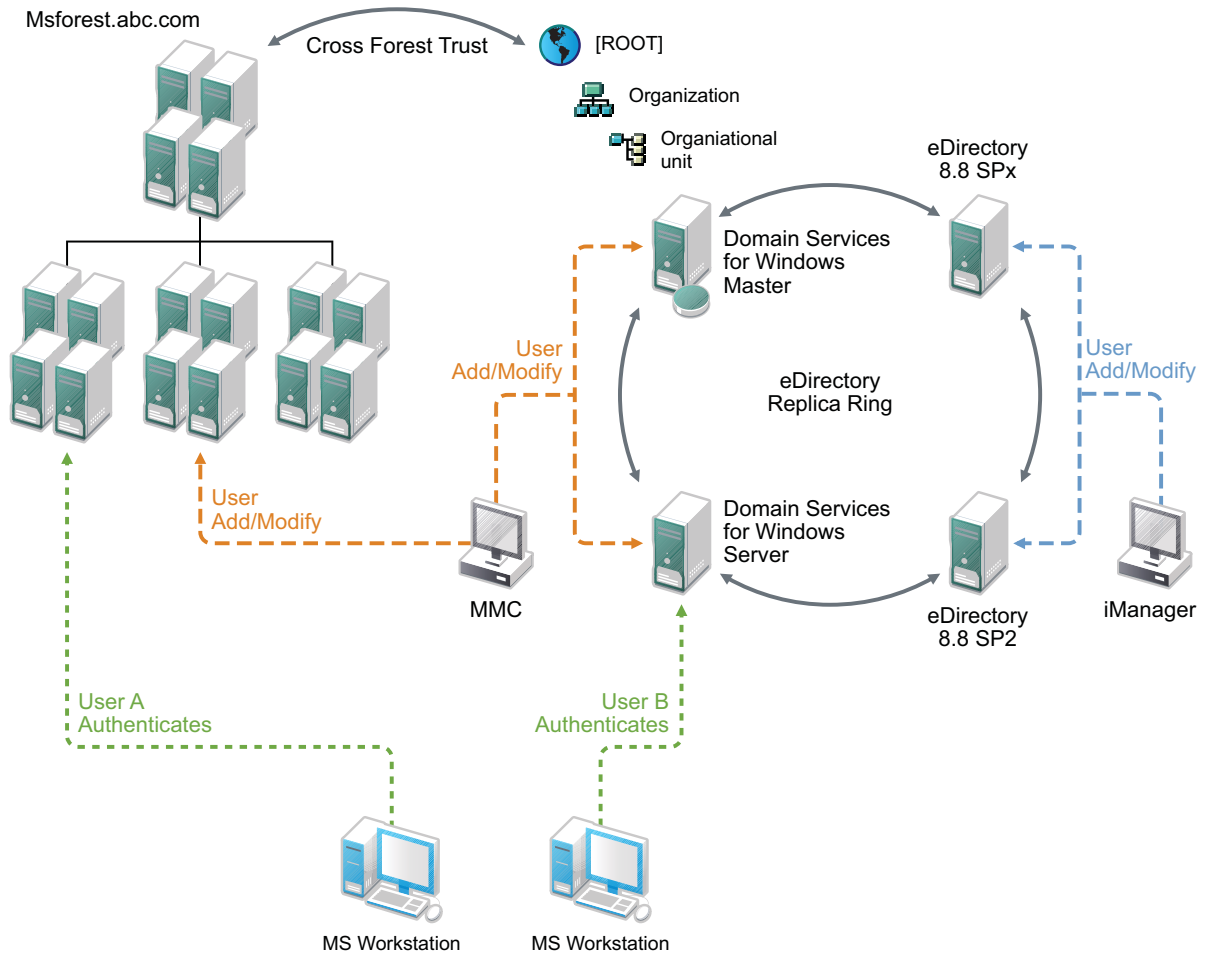 Msforest.abc.com
Cross Forest Trust
[ROOT]
Organization
Organiational
unit
eDirectory
8.8 SPx
Domain Services
for Windows
Master
User
Add/Modify
eDirectory
Replica Ring
User
Add/Modify
User
Add/Modify
Domain Services
for Windows
Server
MMC
eDirectory
8.8 SP2
iManager
User A
Authenticates
User B
Authenticates
MS Workstation
MS Workstation